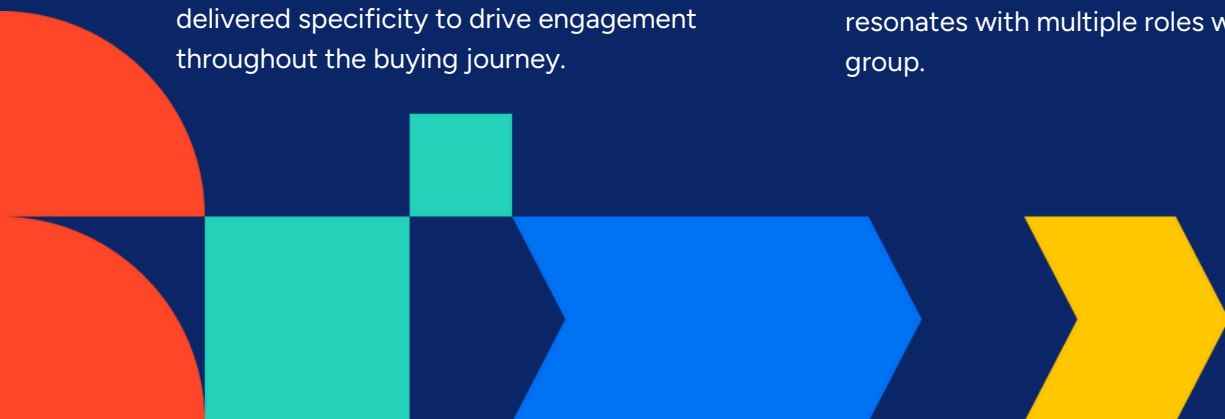 delivered specificity to drive engagement
throughout the buying journey.
resonates with multiple roles
group.